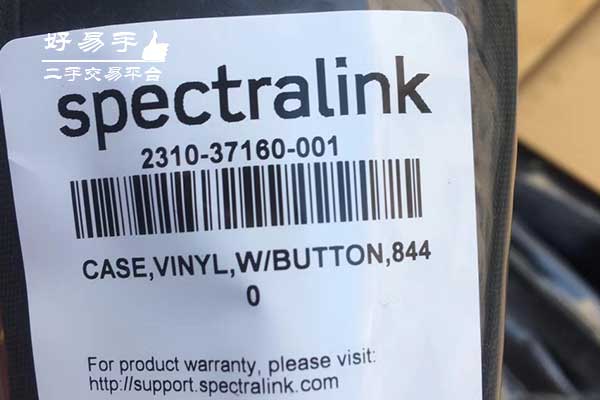 好易手
二手交易平台
spectralink
2310-37160-001
CASE,VINYL,W/BUTTON,844
0
For product warranty, please visit:
http://support.spectralink.com